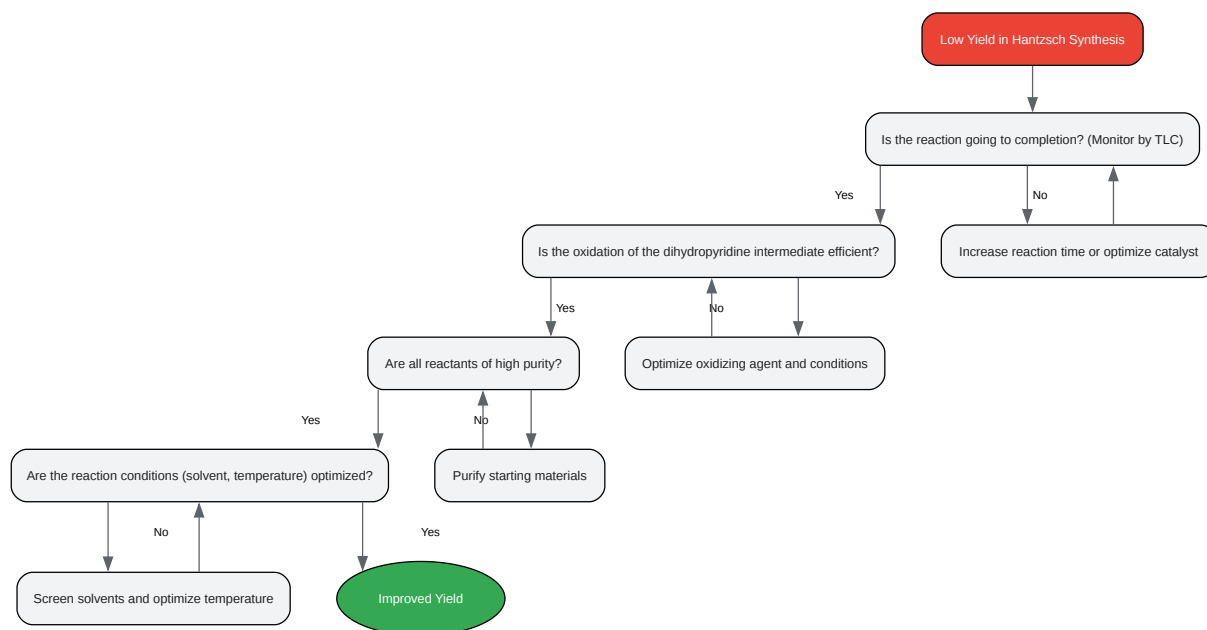 Low Yield in Hantzsch Synthesis
Is the reaction going to completion? (Monitor by TLC)
Yes
No
Is the oxidation of the dihydropyridine intermediate efficient?
Increase reaction time or optimize catalyst
Yes
No
Are all reactants of high purity?
Optimize oxidizing agent and conditions
Yes
No
Are the reaction conditions (solvent, temperature) optimized?
Purify starting materials
No
Yes
Screen solvents and optimize temperature
Improved Yield